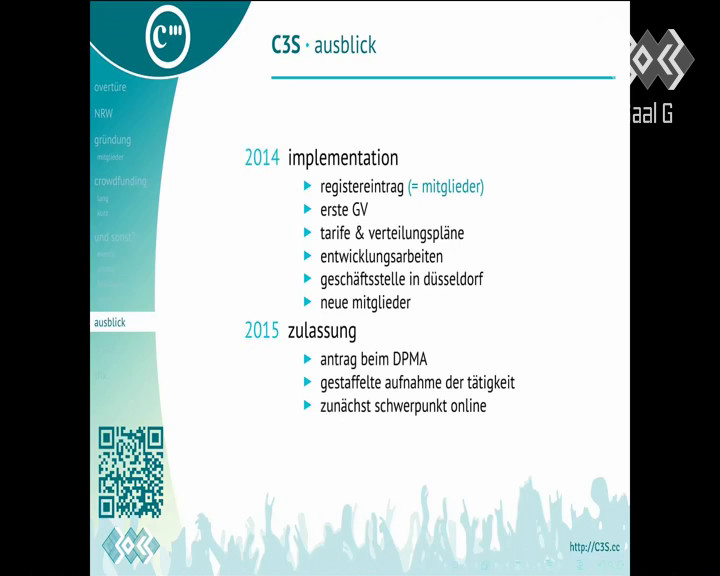 C3S · ausblick
aal G
overtüre
NRW
gründung
mitglieder
crowdfunding
und sonst?
ausblick
2014 implementation
registereintrag (= mitglieder)
erste GV
tarife & verteilungspläne
entwicklungsarbeiten
geschäftsstelle in düsseldorf
neue mitglieder
2015 zulassung
antrag beim DPMA
gestaffelte aufnahme der tätigkeit
zunächst schwerpunkt online
http://C3S.cc